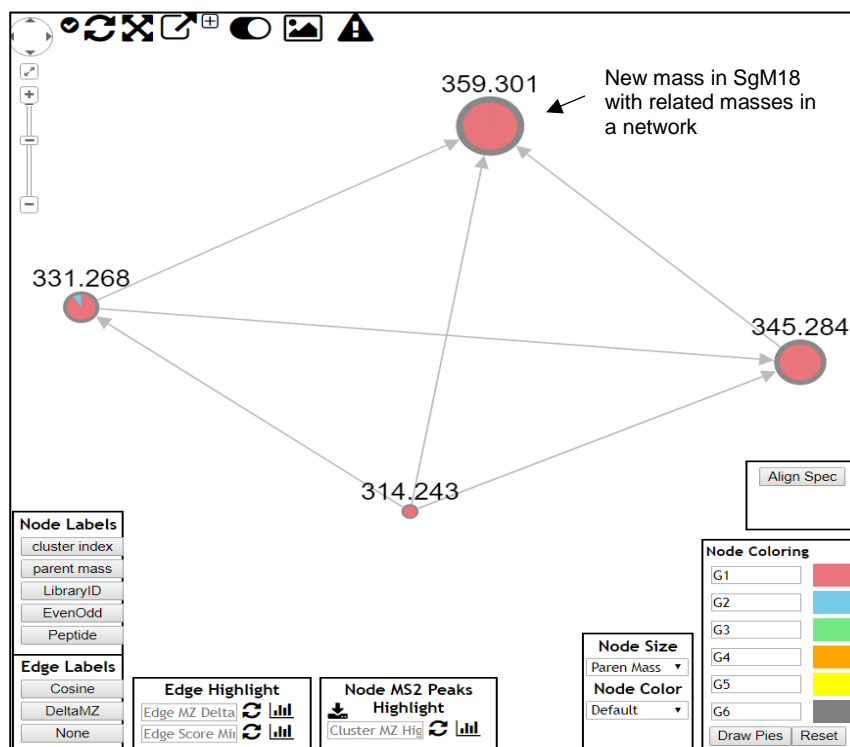 359.301
New mass in SgM18
with related masses in
a network
331.268
345.284
314.243
Align Spec
Node Labels
cluster index
parent mass
LibraryID
EvenOdd
Peptide
Edge Labels
Cosine
DeltaMZ
None
Edge Highlight
Edge MZ Delta
Edge Score Mir
Node MS2 Peaks
Highlight
Cluster MZ Hig
Node Size
Paren Mass
Node Color
Default
Node Coloring
G1
G2
G3
G4
G5
G6
Draw Pies Reset